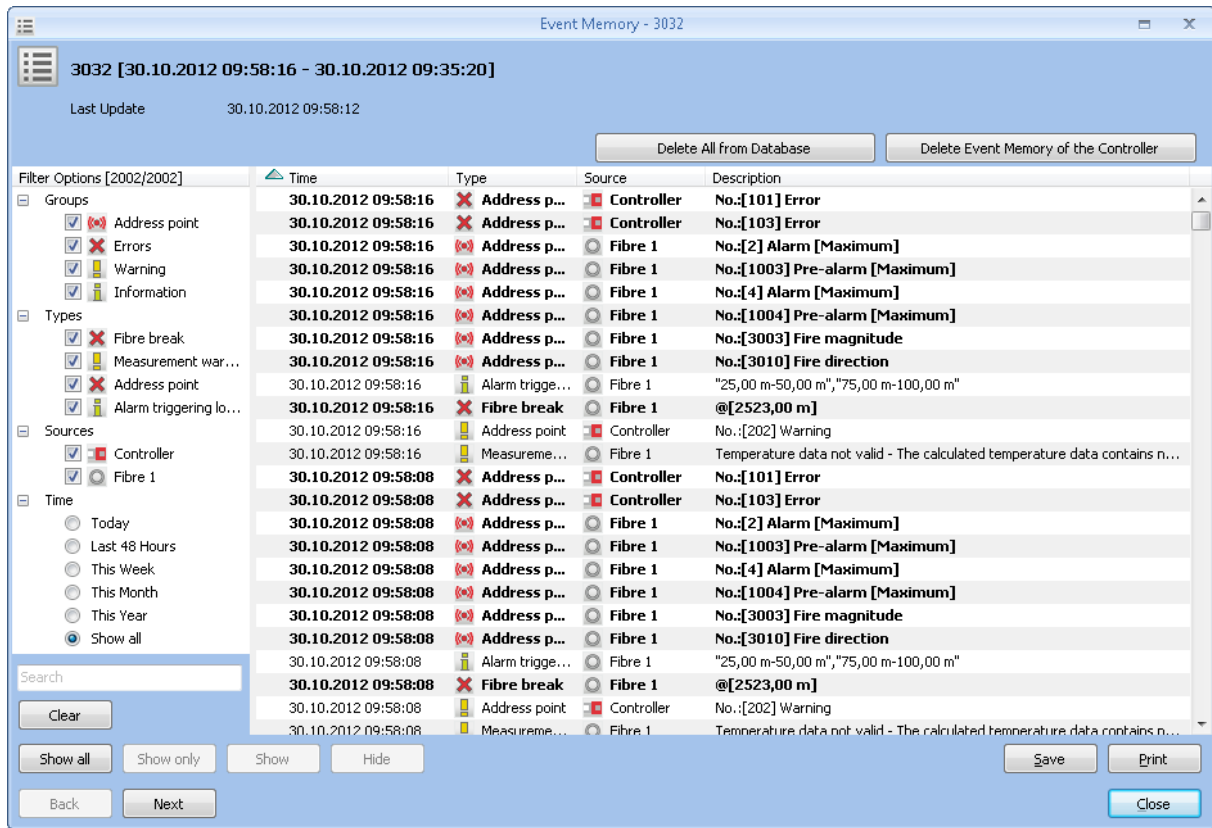 Event Memory - 3032
3032 [30.10.2012 09:58:16 - 30.10.2012 09:35:20]
Last Update 30.10.2012 09:58:12
Delete All from Database Delete Event Memory of the Controller
Filter Options [2002/2002]
Groups
Address point
Errors
Warning
Information
Types
Fibre break
Measurement war...
Address point
Alarm triggering lo...
Sources
Controller
Fibre 1
Time
Today
Last 48 Hours
This Week
This Month
This Year
Show all
Search
Clear
Time Type Source Description
30.10.2012 09:58:16 Address p... Controller No.:[101] Error
30.10.2012 09:58:16 Address p... Controller No.:[103] Error
30.10.2012 09:58:16 Address p... Fibre 1 No.:[2] Alarm [Maximum]
30.10.2012 09:58:16 Address p... Fibre 1 No.:[1003] Pre-alarm [Maximum]
30.10.2012 09:58:16 Address p... Fibre 1 No.:[4] Alarm [Maximum]
30.10.2012 09:58:16 Address p... Fibre 1 No.:[1004] Pre-alarm [Maximum]
30.10.2012 09:58:16 Address p... Fibre 1 No.:[3003] Fire magnitude
30.10.2012 09:58:16 Address p... Fibre 1 No.:[3010] Fire direction
30.10.2012 09:58:16 Alarm trigge... Fibre 1 "25,00 m-50,00 m","75,00 m-100,00 m"
30.10.2012 09:58:16 Fibre break Fibre 1 @[2523,00 m]
30.10.2012 09:58:16 Address point Controller No.:[202] Warning
30.10.2012 09:58:16 Measureme... Fibre 1 Temperature data not valid - The calculated temperature data contains n...
30.10.2012 09:58:08 Address p... Controller No.:[101] Error
30.10.2012 09:58:08 Address p... Controller No.:[103] Error
30.10.2012 09:58:08 Address p... Fibre 1 No.:[2] Alarm [Maximum]
30.10.2012 09:58:08 Address p... Fibre 1 No.:[1003] Pre-alarm [Maximum]
30.10.2012 09:58:08 Address p... Fibre 1 No.:[4] Alarm [Maximum]
30.10.2012 09:58:08 Address p... Fibre 1 No.:[1004] Pre-alarm [Maximum]
30.10.2012 09:58:08 Address p... Fibre 1 No.:[3003] Fire magnitude
30.10.2012 09:58:08 Address p... Fibre 1 No.:[3010] Fire direction
30.10.2012 09:58:08 Alarm trigge... Fibre 1 "25,00 m-50,00 m","75,00 m-100,00 m"
30.10.2012 09:58:08 Fibre break Fibre 1 @[2523,00 m]
30.10.2012 09:58:08 Address point Controller No.:[202] Warning
30.10.2012 09:58:08 Measureme... Fibre 1 Temperature data not valid - The calculated temperature data contains n...
Show all Show only Show Hide Save Print
Back Next Close